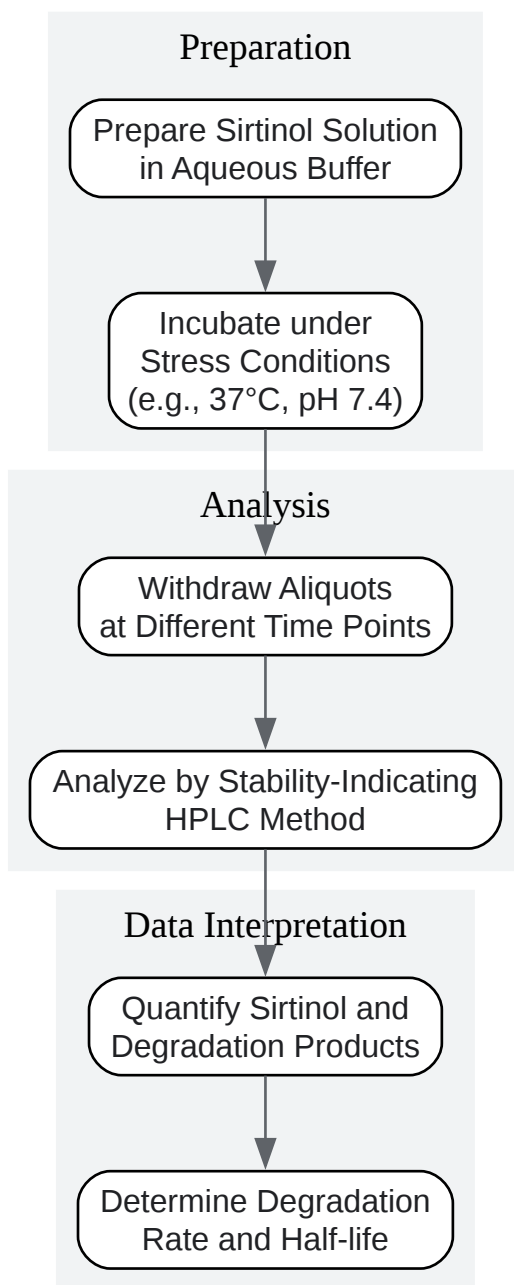 Preparation
Prepare Sirtinol Solution
in Aqueous Buffer
Incubate under
Stress Conditions
(e.g., 37°C, pH 7.4)
Analysis
Withdraw Aliquots
at Different Time Points
Analyze by Stability-Indicating
HPLC Method
Data Interpretation
Quantify Sirtinol and
Degradation Products
Determine Degradation
Rate and Half-life